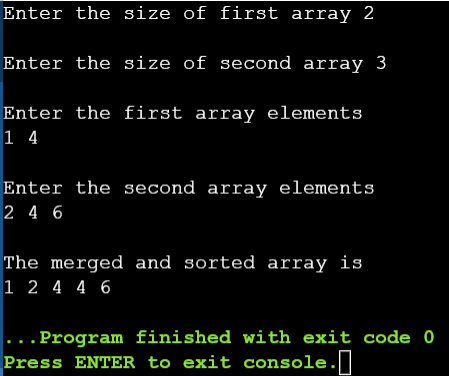 Enter the size of first array 2
Enter the size of second array 3
Enter the first array elements
1 4
Enter the second array elements
2 4 6
The merged and sorted array is
1 2 4 4 6
...Program finished with exit code 0
Press ENTER to exit console.